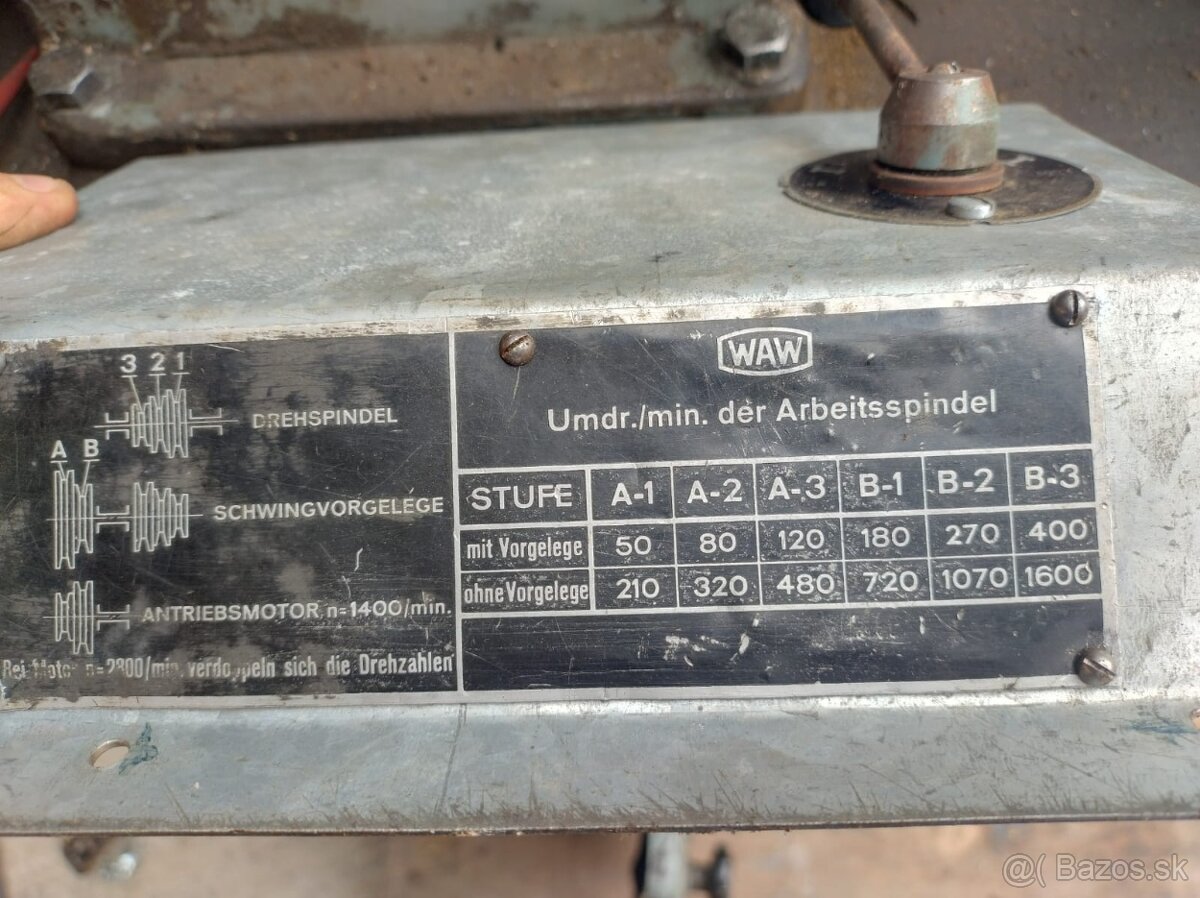 3 2 1
DREHSPINDEL
A B
SCHWINGVORGELEGE
ANTRIEBSMOTOR n=1400/min.
Bei Motor n=2800/min. verdoppeln sich die Drehzahlen
WAW
Umdr./min. der Arbeitsspindel
STUFE A-1 A-2 A-3 B-1 B-2 B-3
mit Vorgelege 50 80 120 180 270 400
ohne Vorgelege 210 320 480 720 1070 1600
@( Bazos.sk